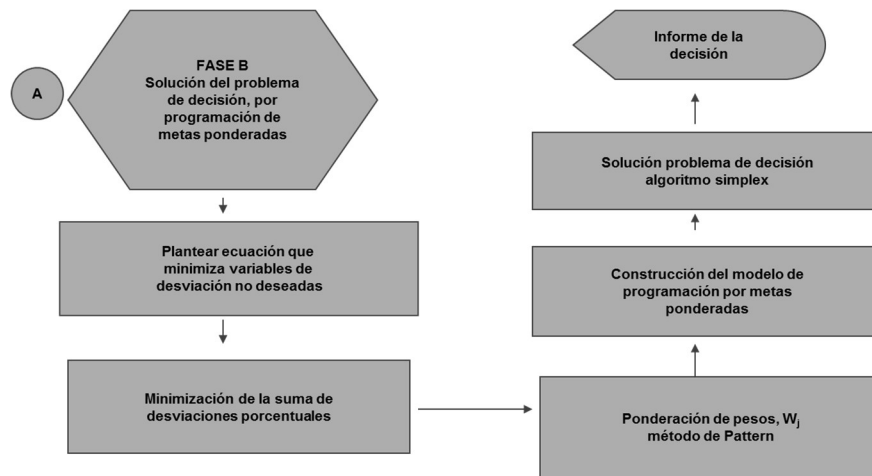 A
FASE B
Solución del problema
de decisión, por
programación de
metas ponderadas
Plantear ecuación que
minimiza variables de
desviación no deseadas
Minimización de la suma de
desviaciones porcentuales
Ponderación de pesos, Wj
método de Pattern
Construcción del modelo de
programación por metas
ponderadas
Solución problema de decisión
algoritmo simplex
Informe de la
decisión